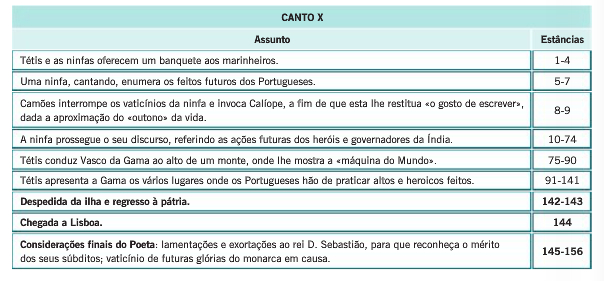 CANTO X
Assunto Estâncias
Tétis e as ninfas oferecem um banquete aos marinheiros. 1-4
Uma ninfa, cantando, enumera os feitos futuros dos Portugueses. 5-7
Camões interrompe os vaticínios da ninfa e invoca Calíope, a fim de que esta lhe restitua «o gosto de escrever»,
dada a aproximação do «outono» da vida. 8-9
A ninfa prossegue o seu discurso, referindo as ações futuras dos heróis e governadores da Índia. 10-74
Tétis conduz Vasco da Gama ao alto de um monte, onde lhe mostra a «máquina do Mundo». 75-90
Tétis apresenta a Gama os vários lugares onde os Portugueses hão de praticar altos e heroicos feitos. 91-141
Despedida da ilha e regresso à pátria. 142-143
Chegada a Lisboa. 144
Considerações finais do Poeta: lamentações e exortações ao rei D. Sebastião, para que reconheça o mérito
dos seus súbditos; vaticínio de futuras glórias do monarca em causa. 145-156